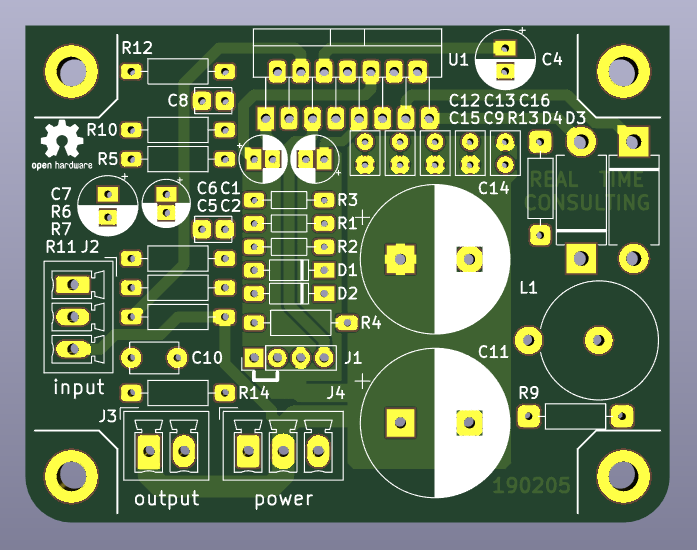 R12
U1
C4
C8
C12 C13 C16
R10
C15 C9 R13 D4 D3
R5
open hardware
C7
C6 C1
C14
REAL TIME
R6
C5 C2
R3
CONSULTING
R7
R1
R11 J2
R2
D1
L1
D2
R4
C10
J1
C11
input
R14
J4
R9
J3
190205
output
power